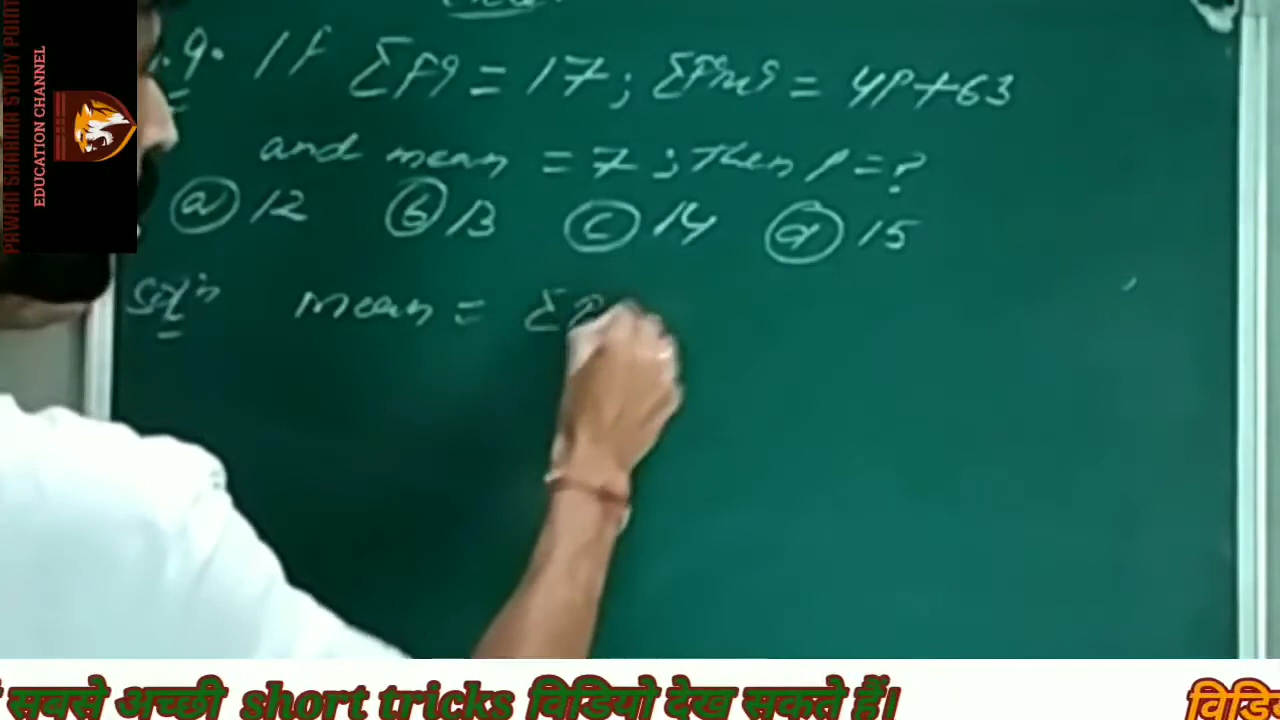 PAWAN SHARMA STUDY POINT
EDUCATION CHANNEL
.9. If Σfi = 17 ; Σfixi = 4P+63
and mean = 7 ; Then P = ?
(a) 12 (b) 13 (c) 14 (d) 15
Sol'n mean = Σ
सबसे अच्छी short tricks विडियो देख सकते हैं।